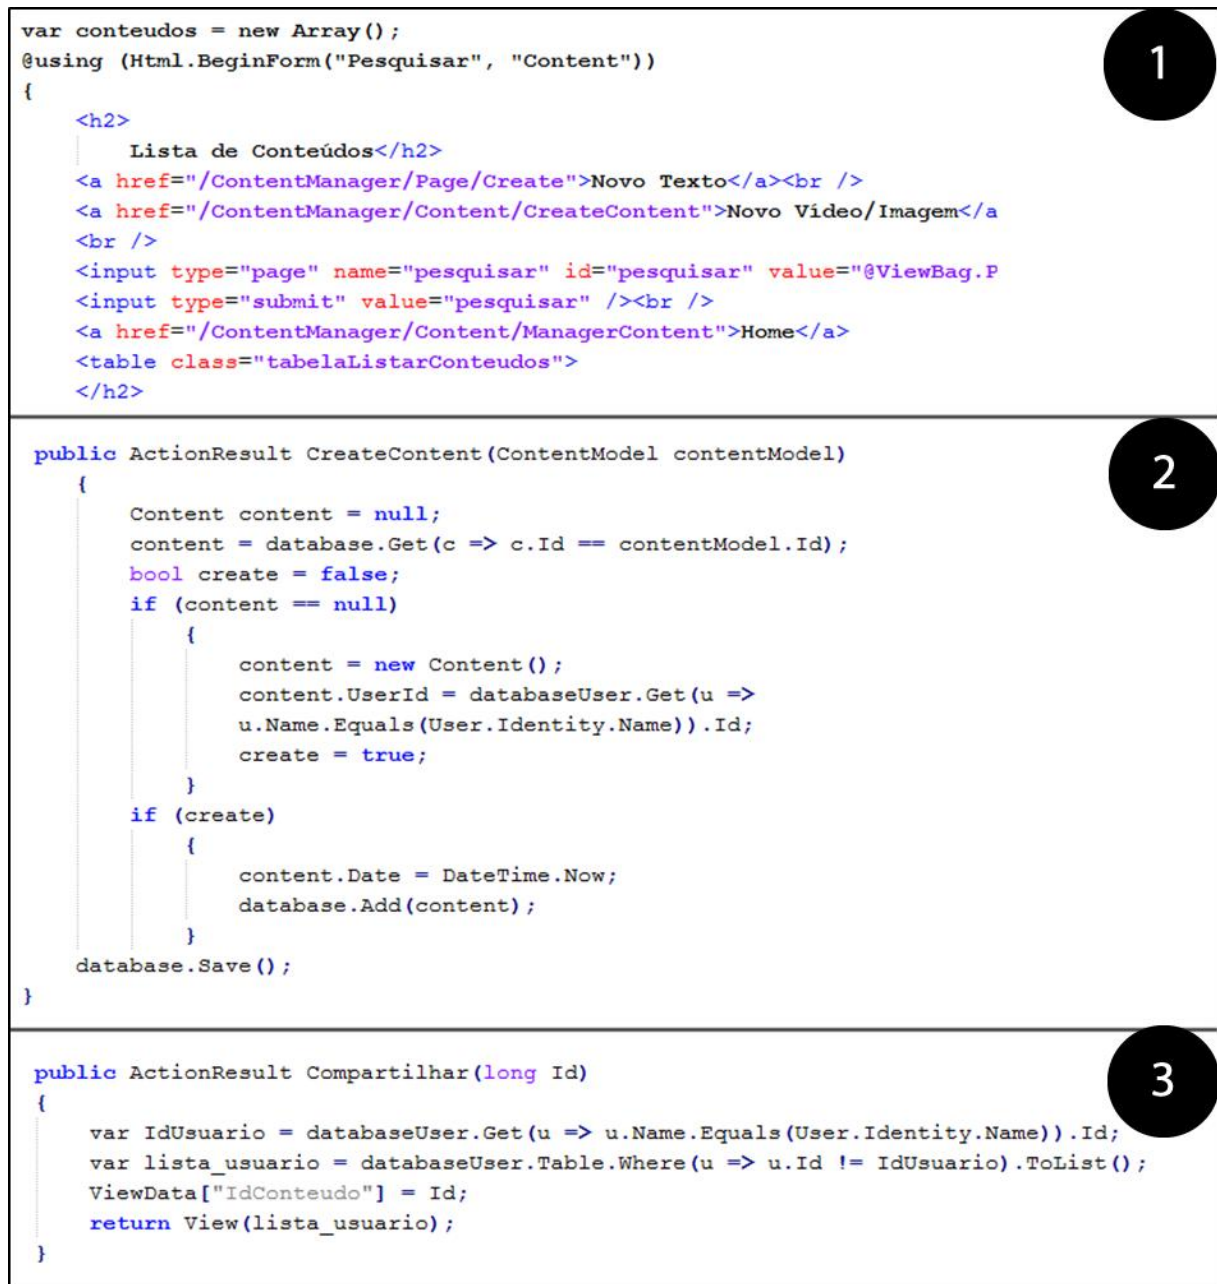 var conteudos = new Array();
@using (Html.BeginForm("Pesquisar", "Content"))
1
{
<h2>
Lista de Conteúdos</h2>
<a href="/ContentManager/Page/Create">Novo Texto</a><br />
<a href="/ContentManager/Content/CreateContent">Novo Vídeo/Imagem</a
<br />
<input type="page" name="pesquisar" id="pesquisar" value="@ViewBag.P
<input type="submit" value="pesquisar" /><br />
<a href="/ContentManager/Content/ManagerContent">Home</a>
<table class="tabelaListarConteudos">
</h2>
public ActionResult CreateContent(ContentModel contentModel)
2
{
Content content = null;
content = database.Get(c => c.Id == contentModel.Id);
bool create = false;
if (content == null)
{
content = new Content();
content.UserId = databaseUser.Get(u =>
u.Name.Equals(User.Identity.Name)).Id;
create = true;
}
if (create)
{
content.Date = DateTime.Now;
database.Add(content);
}
database.Save();
}
public ActionResult Compartilhar(long Id)
3
{
var IdUsuario = databaseUser.Get(u => u.Name.Equals(User.Identity.Name)).Id;
var lista_usuario = databaseUser.Table.Where(u => u.Id != IdUsuario).ToList();
ViewData["IdConteudo"] = Id;
return View(lista_usuario);
}